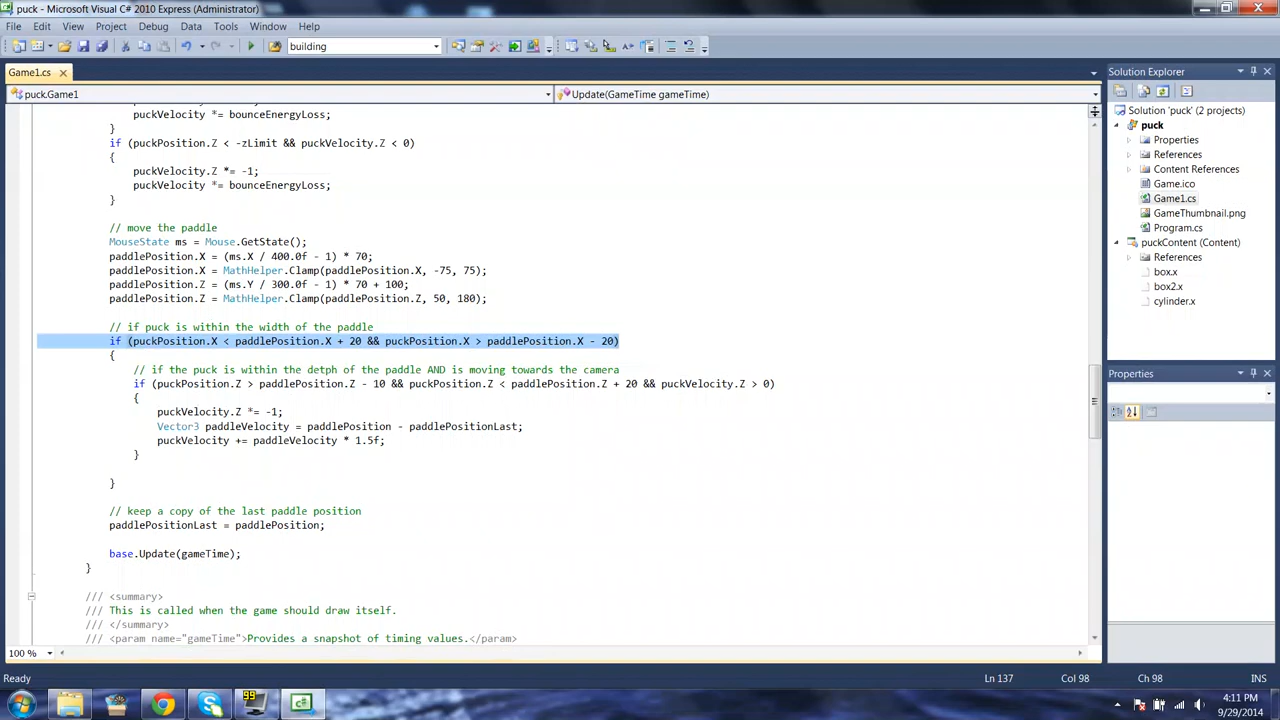 puck - Microsoft Visual C# 2010 Express (Administrator)
File Edit View Project Debug Data Tools Window Help
building
Game1.cs
puck.Game1
Update(GameTime gameTime)
puckVelocity *= bounceEnergyLoss;
}
if (puckPosition.Z < -zLimit && puckVelocity.Z < 0)
{
puckVelocity.Z *= -1;
puckVelocity *= bounceEnergyLoss;
}
// move the paddle
MouseState ms = Mouse.GetState();
paddlePosition.X = (ms.X / 400.0f - 1) * 70;
paddlePosition.X = MathHelper.Clamp(paddlePosition.X, -75, 75);
paddlePosition.Z = (ms.Y / 300.0f - 1) * 70 + 100;
paddlePosition.Z = MathHelper.Clamp(paddlePosition.Z, 50, 180);
// if puck is within the width of the paddle
if (puckPosition.X < paddlePosition.X + 20 && puckPosition.X > paddlePosition.X - 20)
{
// if the puck is within the detph of the paddle AND is moving towards the camera
if (puckPosition.Z > paddlePosition.Z - 10 && puckPosition.Z < paddlePosition.Z + 20 && puckVelocity.Z > 0)
{
puckVelocity.Z *= -1;
Vector3 paddleVelocity = paddlePosition - paddlePositionLast;
puckVelocity += paddleVelocity * 1.5f;
}
}
// keep a copy of the last paddle position
paddlePositionLast = paddlePosition;
base.Update(gameTime);
}
/// <summary>
/// This is called when the game should draw itself.
/// </summary>
/// <param name="gameTime">Provides a snapshot of timing values.</param>
100 %
Solution Explorer
Solution 'puck' (2 projects)
puck
Properties
References
Content References
Game.ico
Game1.cs
GameThumbnail.png
Program.cs
puckContent (Content)
References
box.x
box2.x
cylinder.x
Properties
Ready
Ln 137
Col 98
Ch 98
INS
99
C#
4:11 PM
9/29/2014